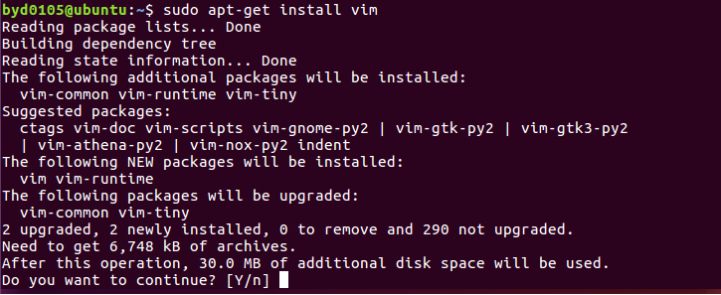 byd0105@ubuntu:~$ sudo apt-get install vim
Reading package lists... Done
Building dependency tree
Reading state information... Done
The following additional packages will be installed:
  vim-common vim-runtime vim-tiny
Suggested packages:
  ctags vim-doc vim-scripts vim-gnome-py2 | vim-gtk-py2 | vim-gtk3-py2
  | vim-athena-py2 | vim-nox-py2 indent
The following NEW packages will be installed:
  vim vim-runtime
The following packages will be upgraded:
  vim-common vim-tiny
2 upgraded, 2 newly installed, 0 to remove and 290 not upgraded.
Need to get 6,748 kB of archives.
After this operation, 30.0 MB of additional disk space will be used.
Do you want to continue? [Y/n]